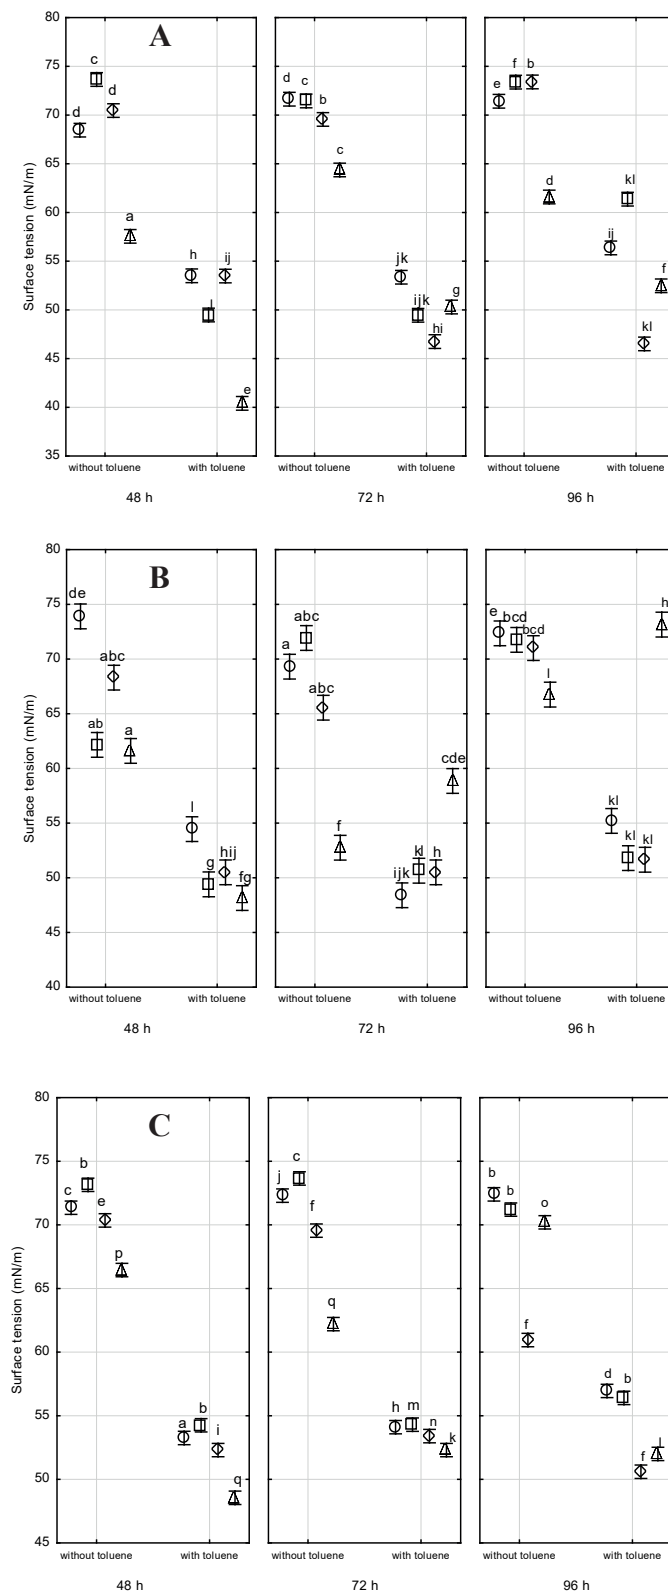 A
80
75
70
65
60
55
50
45
40
35
Surface tension (mN/m)
d c d a h l ij e
d c b c jk ijk hi g
e f b d ij kl kl f
without toluene with toluene without toluene with toluene without toluene with toluene
48 h 72 h 96 h
B
80
75
70
65
60
55
50
45
40
Surface tension (mN/m)
de ab abc a l g hij fg
a abc abc f ijk kl h cde
e bcd bcd l kl kl kl h
without toluene with toluene without toluene with toluene without toluene with toluene
48 h 72 h 96 h
C
80
75
70
65
60
55
50
45
Surface tension (mN/m)
c b e p a b i q
j c f q h m n k
b b f o d b f l
without toluene with toluene without toluene with toluene without toluene with toluene
48 h 72 h 96 h